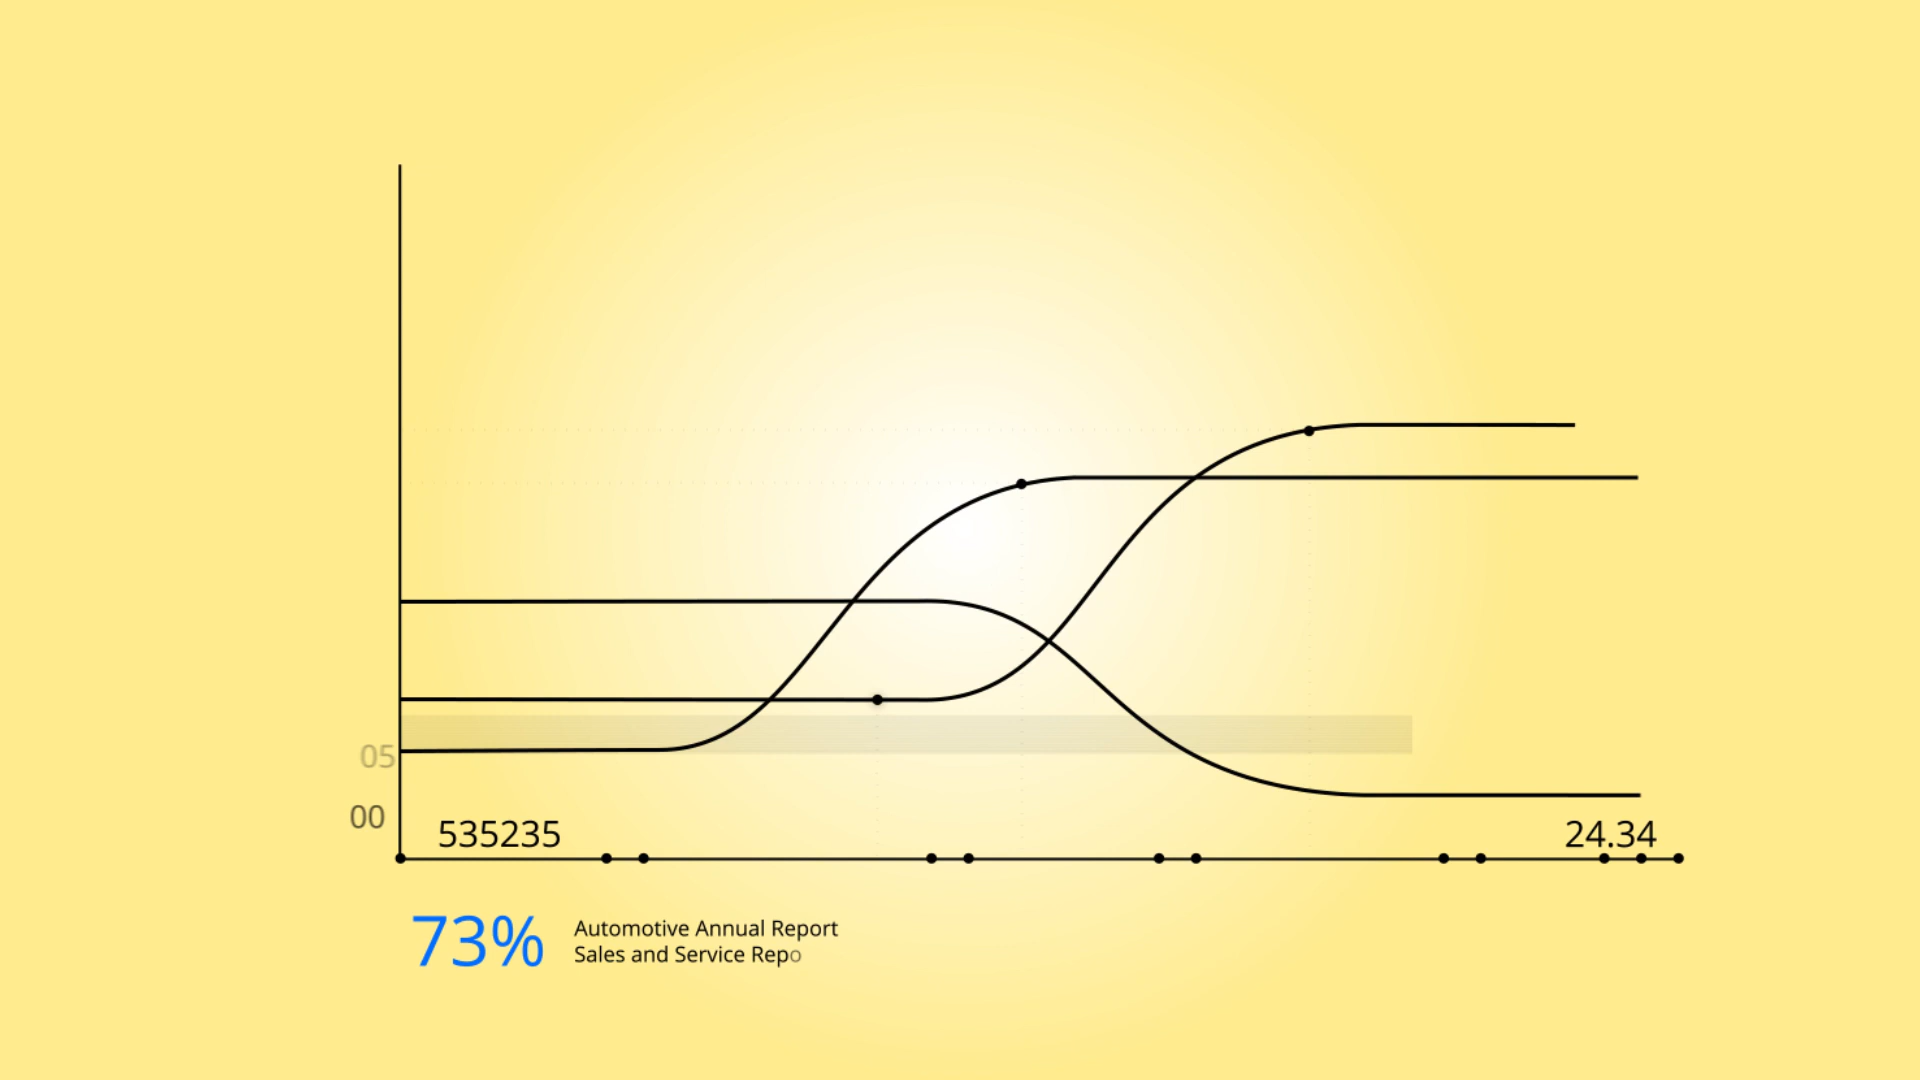 05
00
535235
24.34
73%
Automotive Annual Report
Sales and Service Repo